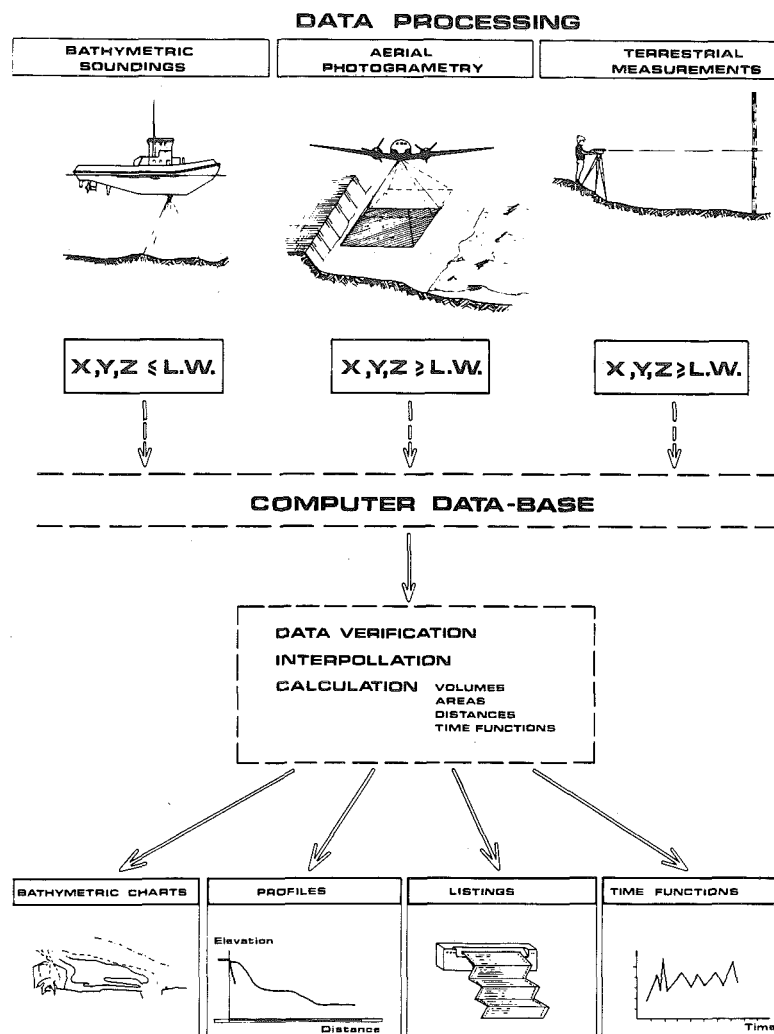 DATA PROCESSING
BATHYMETRIC
SOUNDINGS
AERIAL
PHOTOGRAMETRY
TERRESTRIAL
MEASUREMENTS
X,Y,Z ≤ L.W.
X,Y,Z ≥ L.W.
X,Y,Z ≥ L.W.
COMPUTER DATA-BASE
DATA VERIFICATION
INTERPOLLATION
CALCULATION VOLUMES
AREAS
DISTANCES
TIME FUNCTIONS
BATHYMETRIC CHARTS
PROFILES
LISTINGS
TIME FUNCTIONS
Elevation
Distance
Time